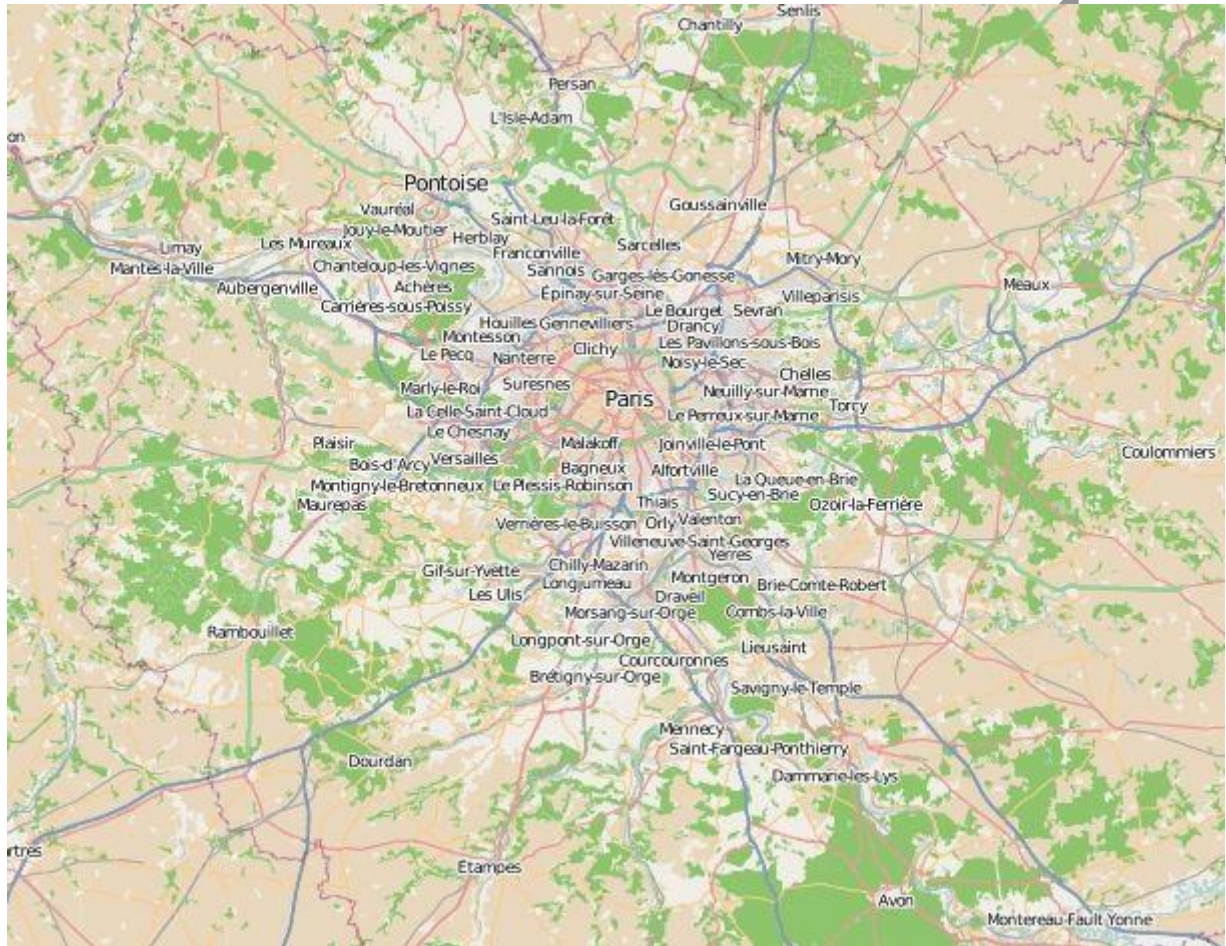 Senlis
Chantilly
Persan
L'Isle-Adam
on
Pontoise
Vauréal
Goussainville
Saint-Leu-la-Forêt
Jouy-le-Moutier
Herblay
Les Mureaux
Sarcelles
Limay
Franconville
Mitry-Mory
Chanteloup-les-Vignes
Mantes-la-Ville
Sannois
Garges-lès-Gonesse
Achères
Aubergenville
Meaux
Épinay-sur-Seine
Villeparisis
Carrières-sous-Poissy
Le Bourget
Sevran
Houilles
Gennevilliers
Drancy
Montesson
Les Pavillons-sous-Bois
Clichy
Le Pecq
Nanterre
Noisy-le-Sec
Chelles
Suresnes
Marly-le-Roi
Neuilly-sur-Marne
Paris
Torcy
La Celle-Saint-Cloud
Le Perreux-sur-Marne
Le Chesnay
Plaisir
Malakoff
Joinville-le-Pont
Coulommiers
Versailles
Bois-d'Arcy
Bagneux
Alfortville
La Queue-en-Brie
Montigny-le-Bretonneux
Le Plessis-Robinson
Sucy-en-Brie
Maurepas
Thiais
Ozoir-la-Ferrière
Valenton
Verrières-le-Buisson
Orly
Villeneuve-Saint-Georges
Yerres
Chilly-Mazarin
Gif-sur-Yvette
Montgeron
Longjumeau
Brie-Comte-Robert
Les Ulis
Draveil
Morsang-sur-Orge
Combs-la-Ville
Rambouillet
Longpont-sur-Orge
Lieusaint
Courcouronnes
Brétigny-sur-Orge
Savigny-le-Temple
Mennecy
Saint-Fargeau-Ponthierry
Dourdan
Dammarie-les-Lys
rtres
Étampes
Avon
Montereau-Fault-Yonne